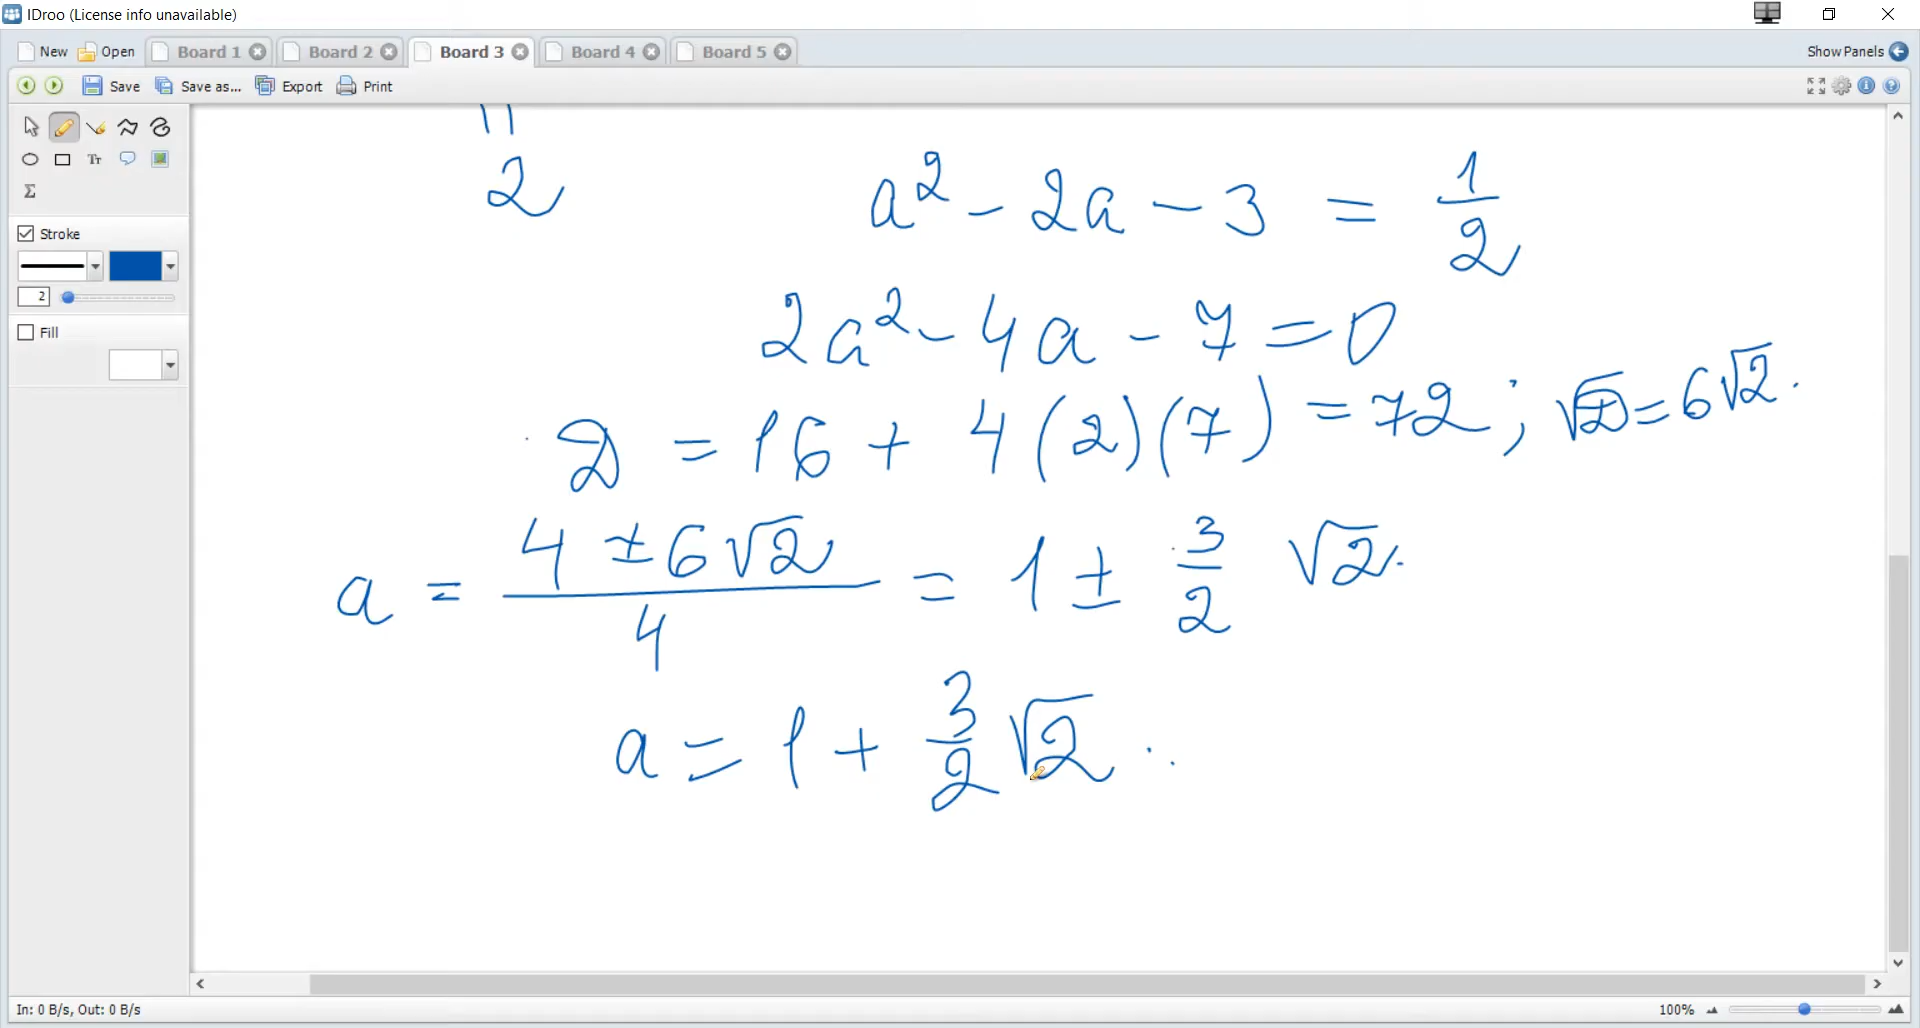 IDroo (License info unavailable)
New Open Board 1 Board 2 Board 3 Board 4 Board 5 Show Panels
Save Save as... Export Print
Tr
Σ
Stroke
2
Fill
2
a² - 2a - 3 = 1/2
2a² - 4a - 7 = 0
D = 16 + 4(2)(7) = 72; √D = 6√2.
a = (4 ± 6√2)/4 = 1 ± 3/2 √2.
a = 1 + 3/2 √2
In: 0 B/s, Out: 0 B/s 100%